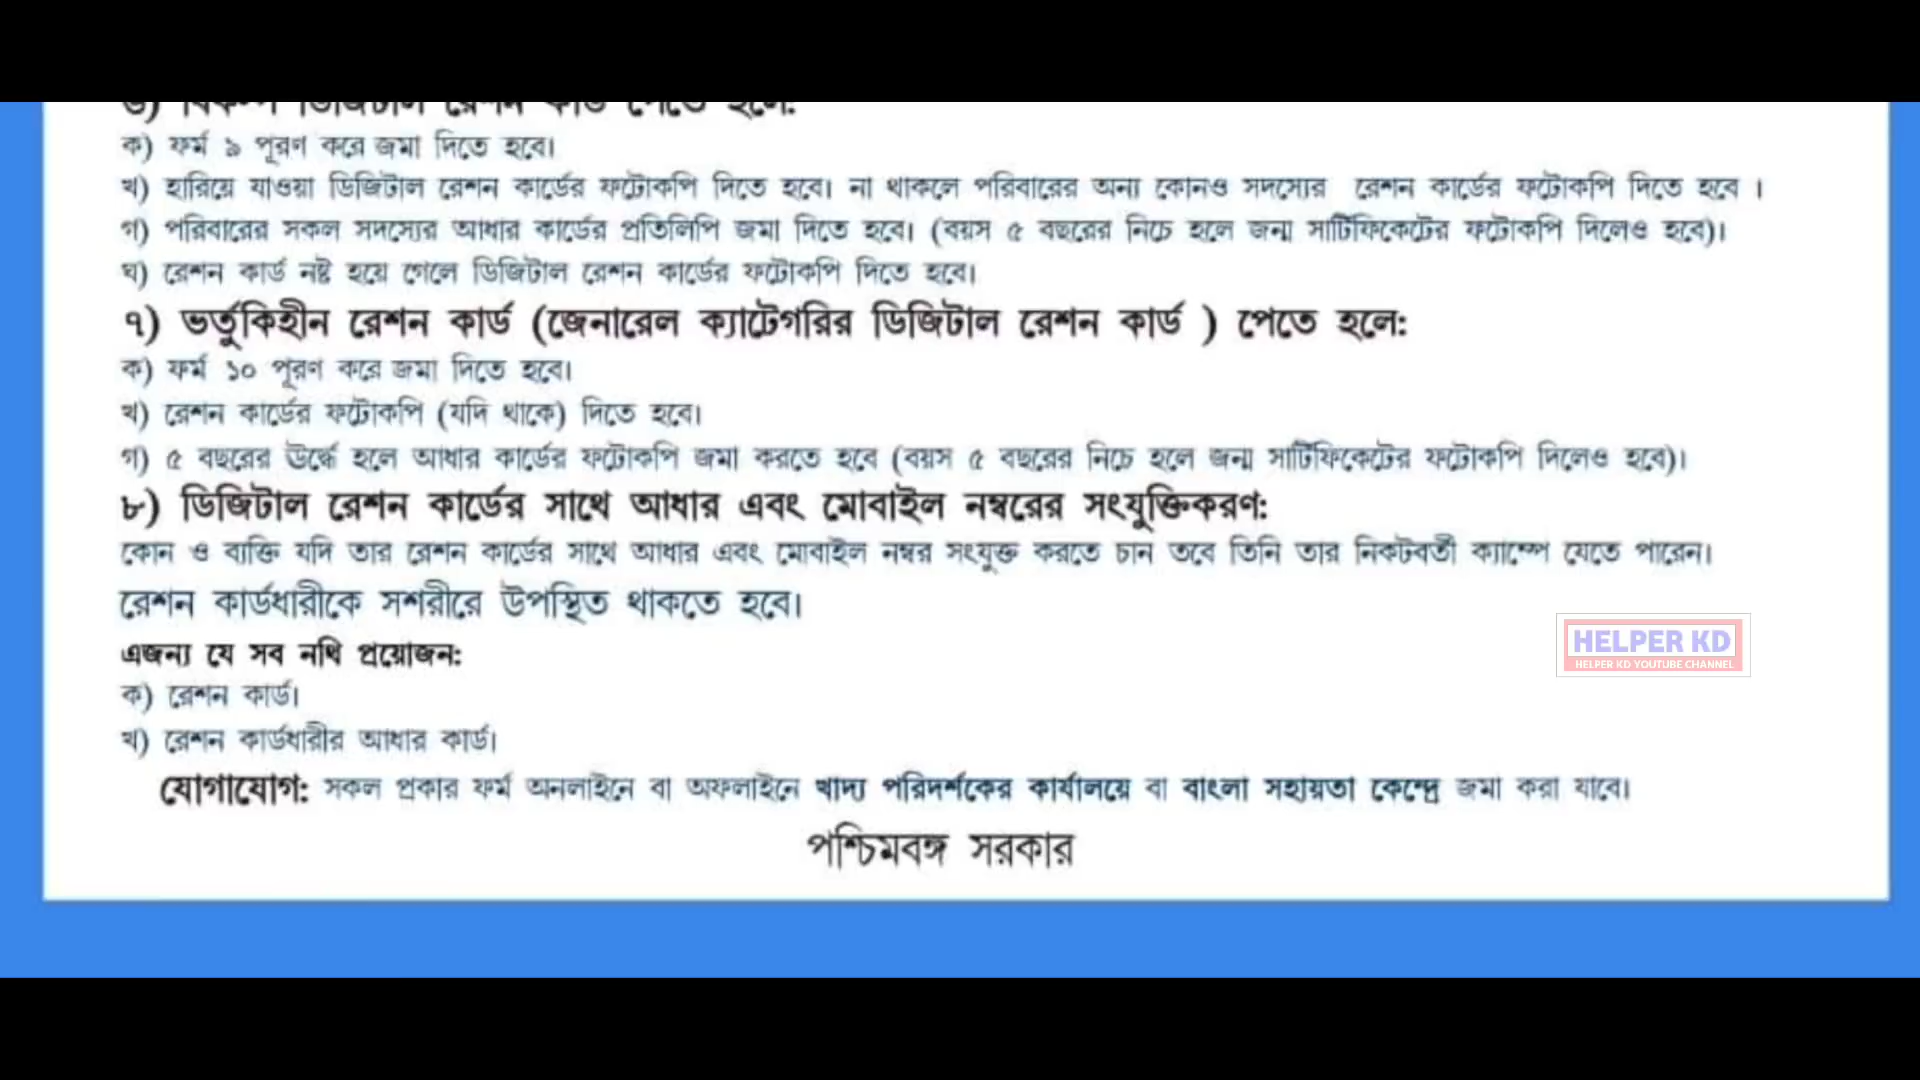 ৬) বিকল্প ডিজিটাল রেশন কার্ড পেতে হলে:
ক) ফর্ম ৯ পূরণ করে জমা দিতে হবে।
খ) হারিয়ে যাওয়া ডিজিটাল রেশন কার্ডের ফটোকপি দিতে হবে। না থাকলে পরিবারের অন্য কোনও সদস্যের রেশন কার্ডের ফটোকপি দিতে হবে ।
গ) পরিবারের সকল সদস্যের আধার কার্ডের প্রতিলিপি জমা দিতে হবে। (বয়স ৫ বছরের নিচে হলে জন্ম সার্টিফিকেটের ফটোকপি দিলেও হবে)।
ঘ) রেশন কার্ড নষ্ট হয়ে গেলে ডিজিটাল রেশন কার্ডের ফটোকপি দিতে হবে।
৭) ভর্তুকিহীন রেশন কার্ড (জেনারেল ক্যাটেগরির ডিজিটাল রেশন কার্ড ) পেতে হলে:
ক) ফর্ম ১০ পূরণ করে জমা দিতে হবে।
খ) রেশন কার্ডের ফটোকপি (যদি থাকে) দিতে হবে।
গ) ৫ বছরের ঊর্দ্ধে হলে আধার কার্ডের ফটোকপি জমা করতে হবে (বয়স ৫ বছরের নিচে হলে জন্ম সার্টিফিকেটের ফটোকপি দিলেও হবে)।
৮) ডিজিটাল রেশন কার্ডের সাথে আধার এবং মোবাইল নম্বরের সংযুক্তিকরণ:
কোন ও ব্যক্তি যদি তার রেশন কার্ডের সাথে আধার এবং মোবাইল নম্বর সংযুক্ত করতে চান তবে তিনি তার নিকটবর্তী ক্যাম্পে যেতে পারেন।
রেশন কার্ডধারীকে সশরীরে উপস্থিত থাকতে হবে।
HELPER KD
HELPER KD YOUTUBE CHANNEL
এজন্য যে সব নথি প্রয়োজন:
ক) রেশন কার্ড।
খ) রেশন কার্ডধারীর আধার কার্ড।
যোগাযোগ: সকল প্রকার ফর্ম অনলাইনে বা অফলাইনে খাদ্য পরিদর্শকের কার্যালয়ে বা বাংলা সহায়তা কেন্দ্রে জমা করা যাবে।
পশ্চিমবঙ্গ সরকার